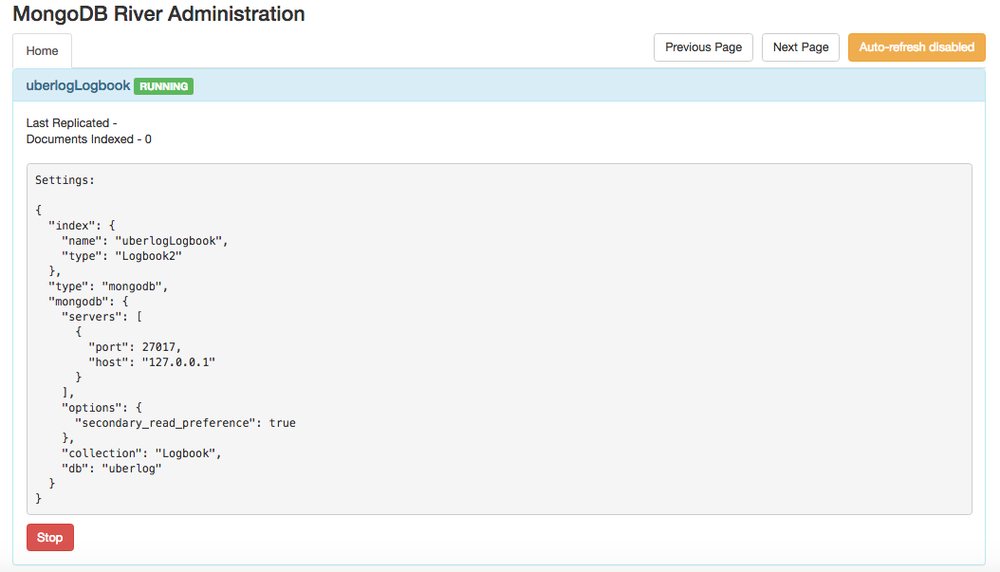 MongoDB River Administration
Home
Previous Page
Next Page
Auto-refresh disabled
uberlogLogbook RUNNING
Last Replicated -
Documents Indexed - 0
Settings:
{
  "index": {
    "name": "uberlogLogbook",
    "type": "Logbook2"
  },
  "type": "mongodb",
  "mongodb": {
    "servers": [
      {
        "port": 27017,
        "host": "127.0.0.1"
      }
    ],
    "options": {
      "secondary_read_preference": true
    },
    "collection": "Logbook",
    "db": "uberlog"
  }
}
Stop